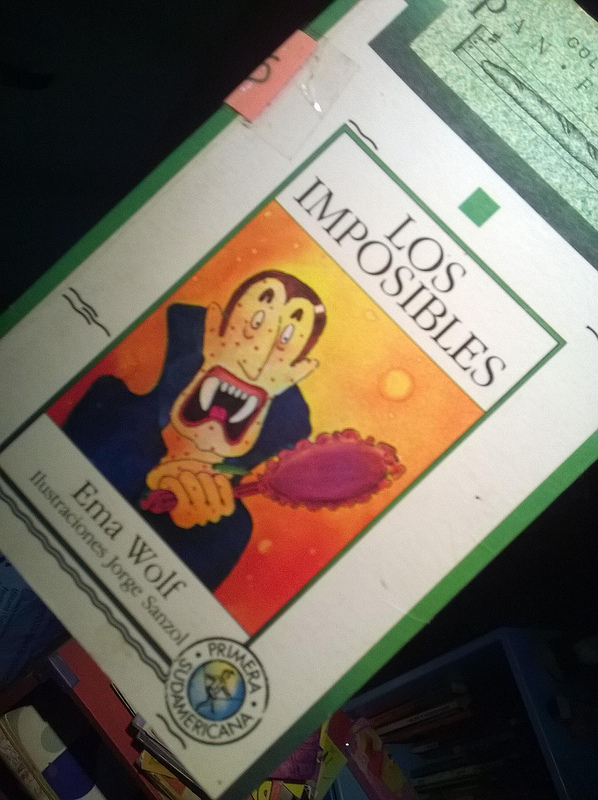 LOS
IMPOSIBLES
Ema Wolf
Ilustraciones Jorge Sanzol
PRIMERA
SUDAMERICANA